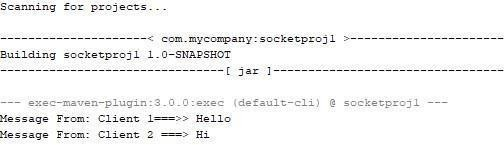 Scanning for projects...
---------------------< com.mycompany:socketproj1 >----------------------
Building socketproj1 1.0-SNAPSHOT
--------------------------------[ jar ]---------------------------------
--- exec-maven-plugin:3.0.0:exec (default-cli) @ socketproj1 ---
Message From: Client 1===>> Hello
Message From: Client 2 ===> Hi